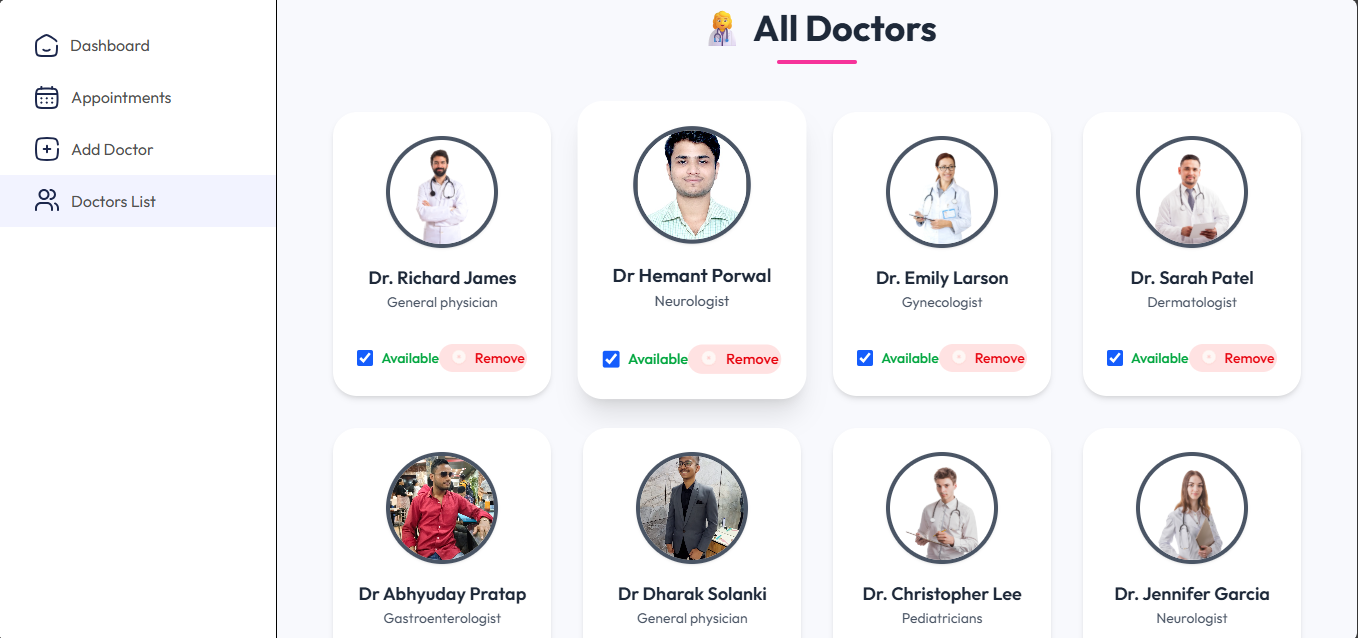 Dashboard
Appointments
Add Doctor
Doctors List
All Doctors
Dr. Richard James
General physician
Available Remove
Dr Hemant Porwal
Neurologist
Available Remove
Dr. Emily Larson
Gynecologist
Available Remove
Dr. Sarah Patel
Dermatologist
Available Remove
Dr Abhyuday Pratap
Gastroenterologist
Dr Dharak Solanki
General physician
Dr. Christopher Lee
Pediatricians
Dr. Jennifer Garcia
Neurologist